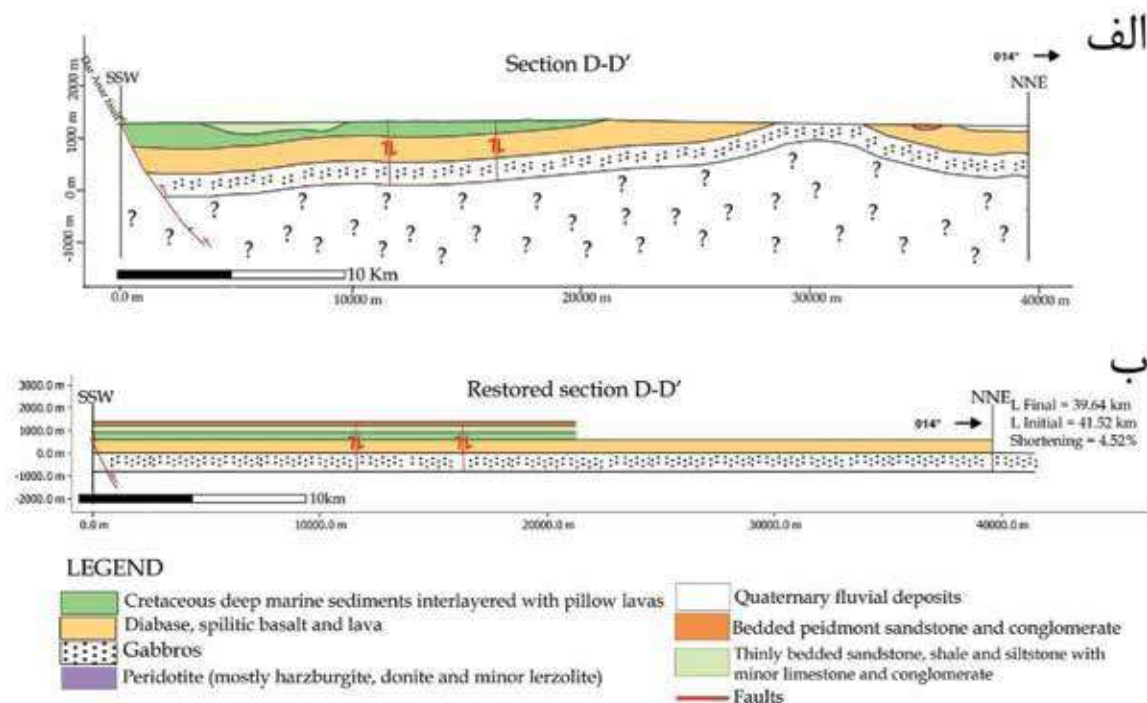 الف
Section D-D'
014°
SSW
NNE
2000 m
1000 m
0 m
-1000 m
? ? ? ? ? ? ? ? ? ? ? ? ? ? ? ? ? ? ? ? ? ? ? ? ? ?
10 Km
0.0 m
10000 m
20000 m
30000 m
40000 m
ب
Restored section D-D'
SSW
NNE
014°
L Final = 39.64 km
L Initial = 41.52 km
Shortening = 4.52%
3000.0 m
2000.0 m
1000.0 m
0.0 m
-1000.0 m
-2000.0 m
10km
0.0 m
10000.0 m
20000.0 m
30000.0 m
40000.0 m
LEGEND
Cretaceous deep marine sediments interlayered with pillow lavas
Diabase, spilitic basalt and lava
Gabbros
Peridotite (mostly harzburgite, donite and minor lerzolite)
Quaternary fluvial deposits
Bedded peidmont sandstone and conglomerate
Thinly bedded sandstone, shale and siltstone with
minor limestone and conglomerate
Faults